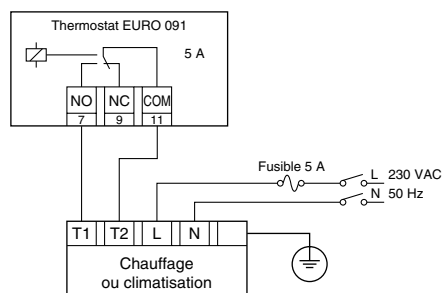 Thermostat EURO 091
5 A
NO NC COM
7 9 11
Fusible 5 A
L 230 VAC
N 50 Hz
T1 T2 L N
Chauffage
ou climatisation